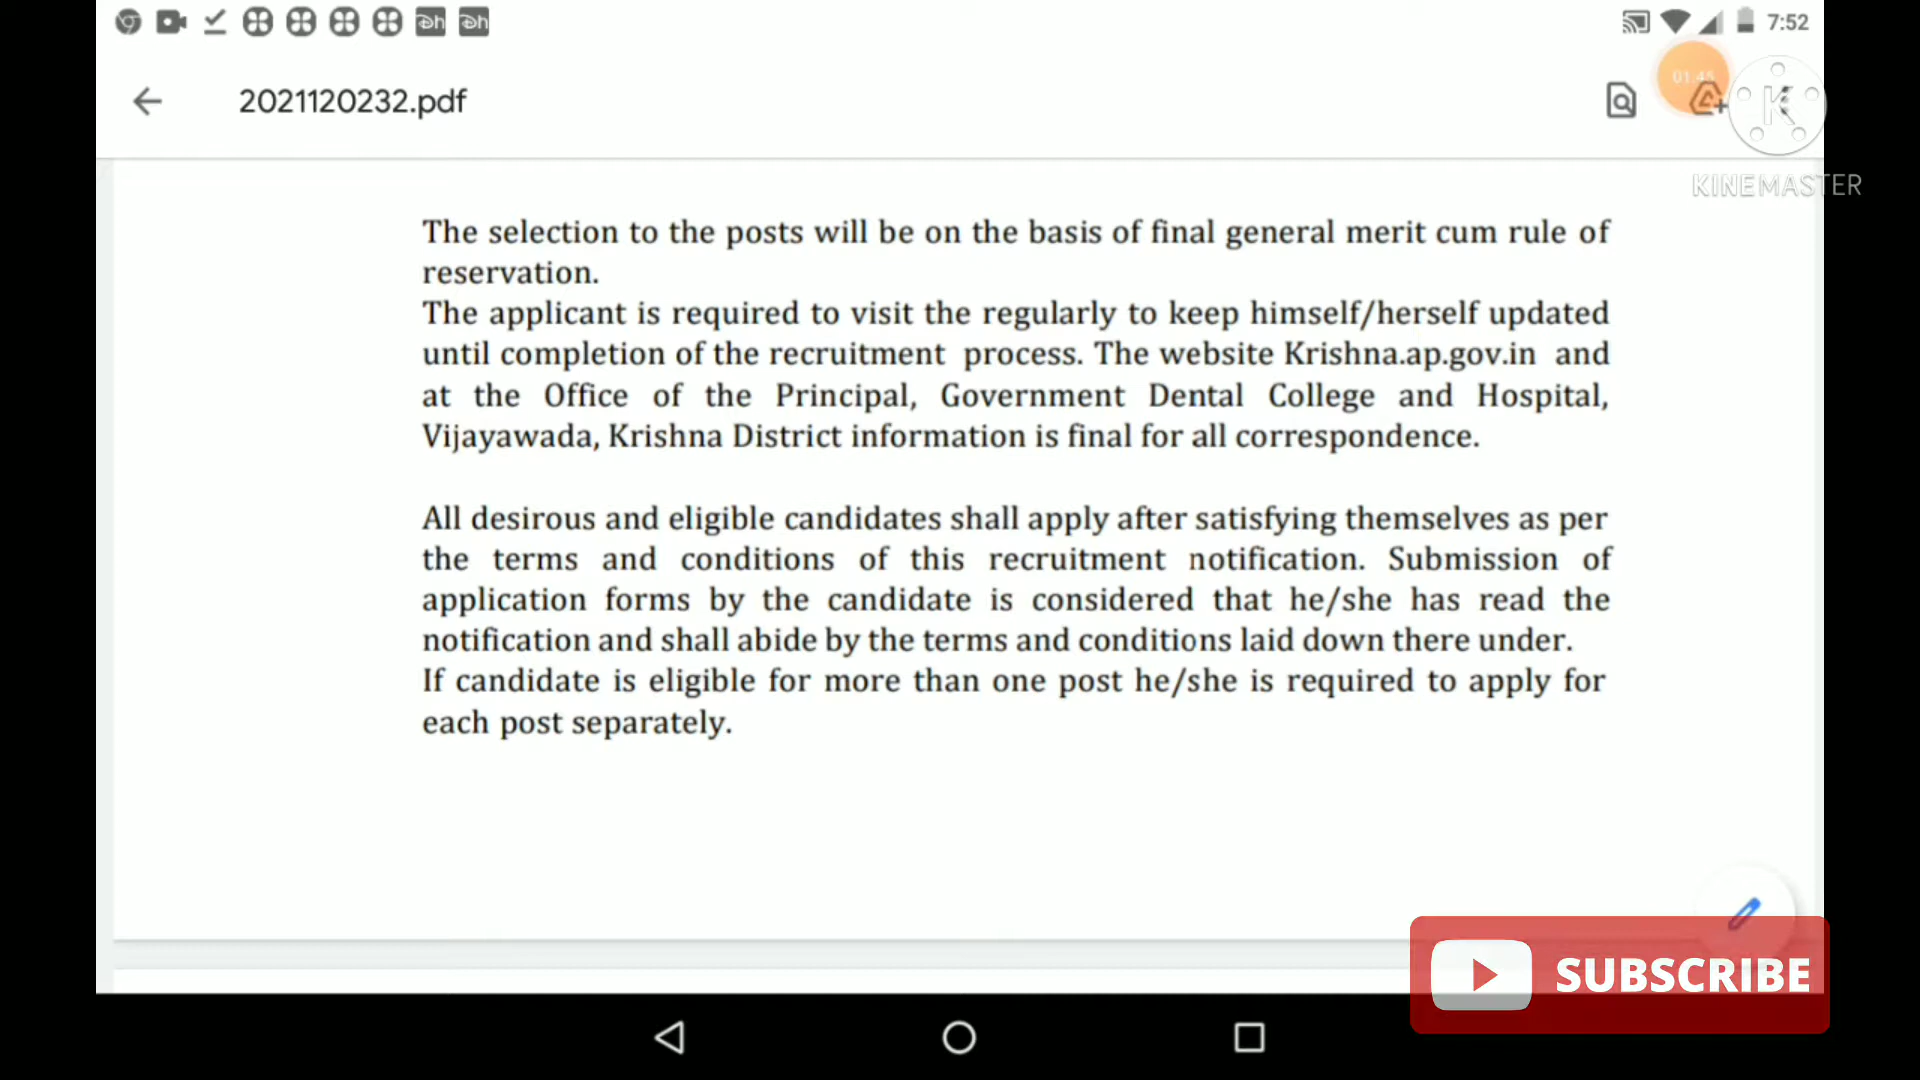 7:52
2021120232.pdf
01:45
KINEMASTER
The selection to the posts will be on the basis of final general merit cum rule of
reservation.
The applicant is required to visit the regularly to keep himself/herself updated
until completion of the recruitment process. The website Krishna.ap.gov.in and
at the Office of the Principal, Government Dental College and Hospital,
Vijayawada, Krishna District information is final for all correspondence.
All desirous and eligible candidates shall apply after satisfying themselves as per
the terms and conditions of this recruitment notification. Submission of
application forms by the candidate is considered that he/she has read the
notification and shall abide by the terms and conditions laid down there under.
If candidate is eligible for more than one post he/she is required to apply for
each post separately.
SUBSCRIBE